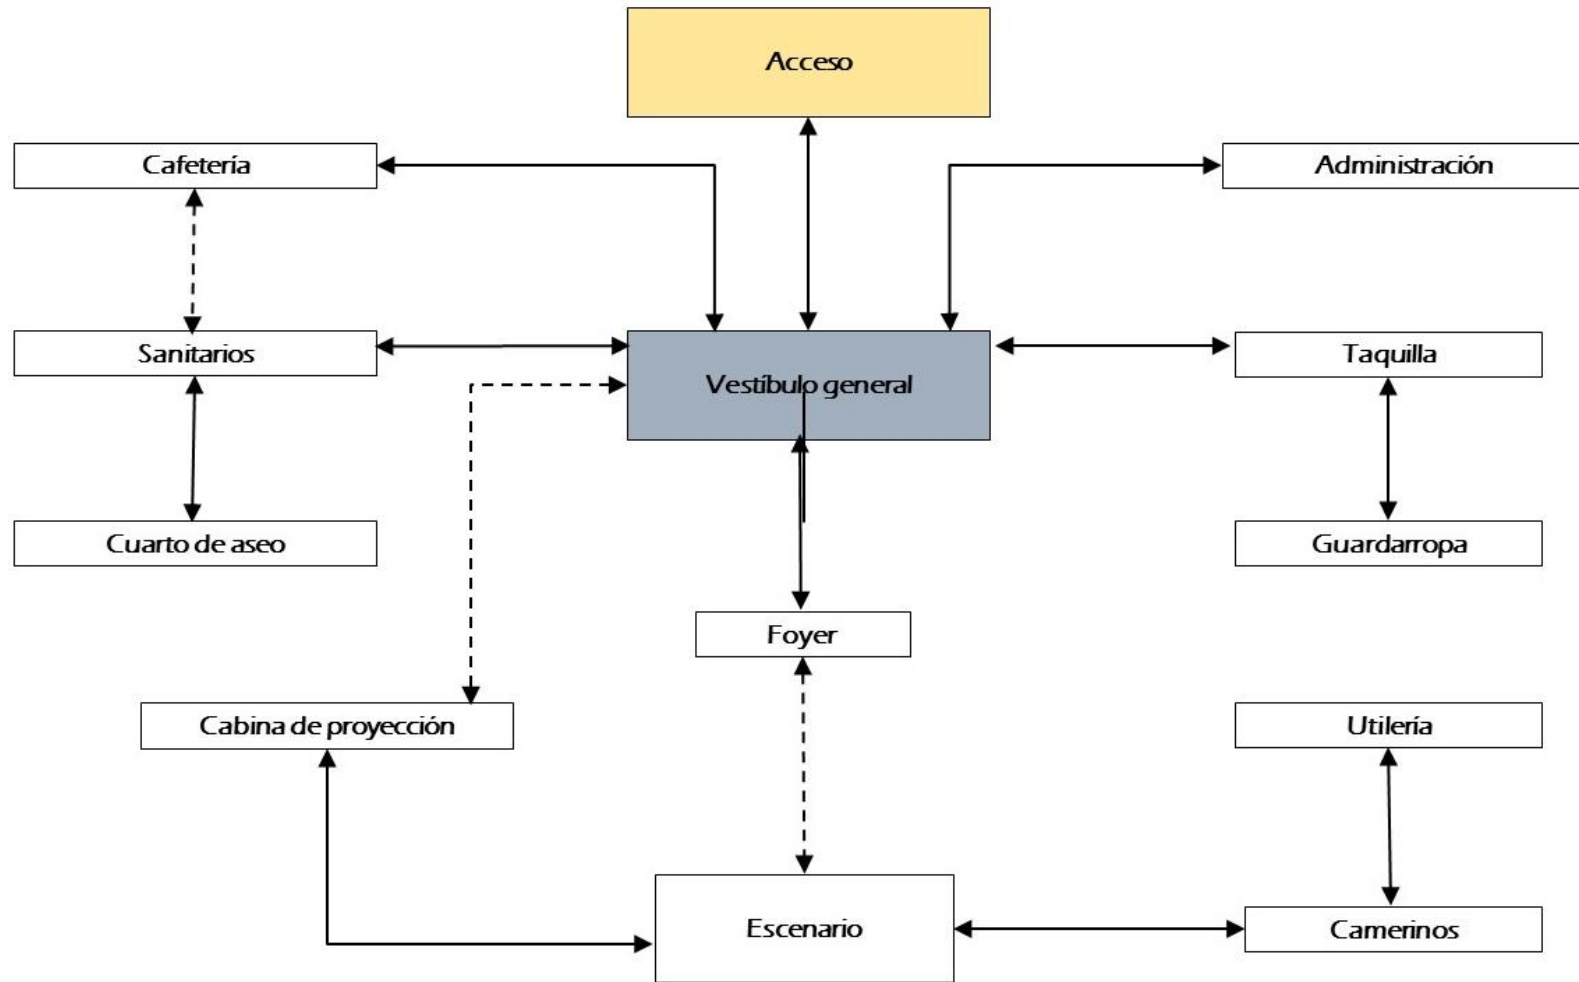 Acceso
Cafetería
Administración
Sanitarios
Vestíbulo general
Taquilla
Cuarto de aseo
Guardarropa
Foyer
Cabina de proyección
Utilería
Escenario
Camerinos